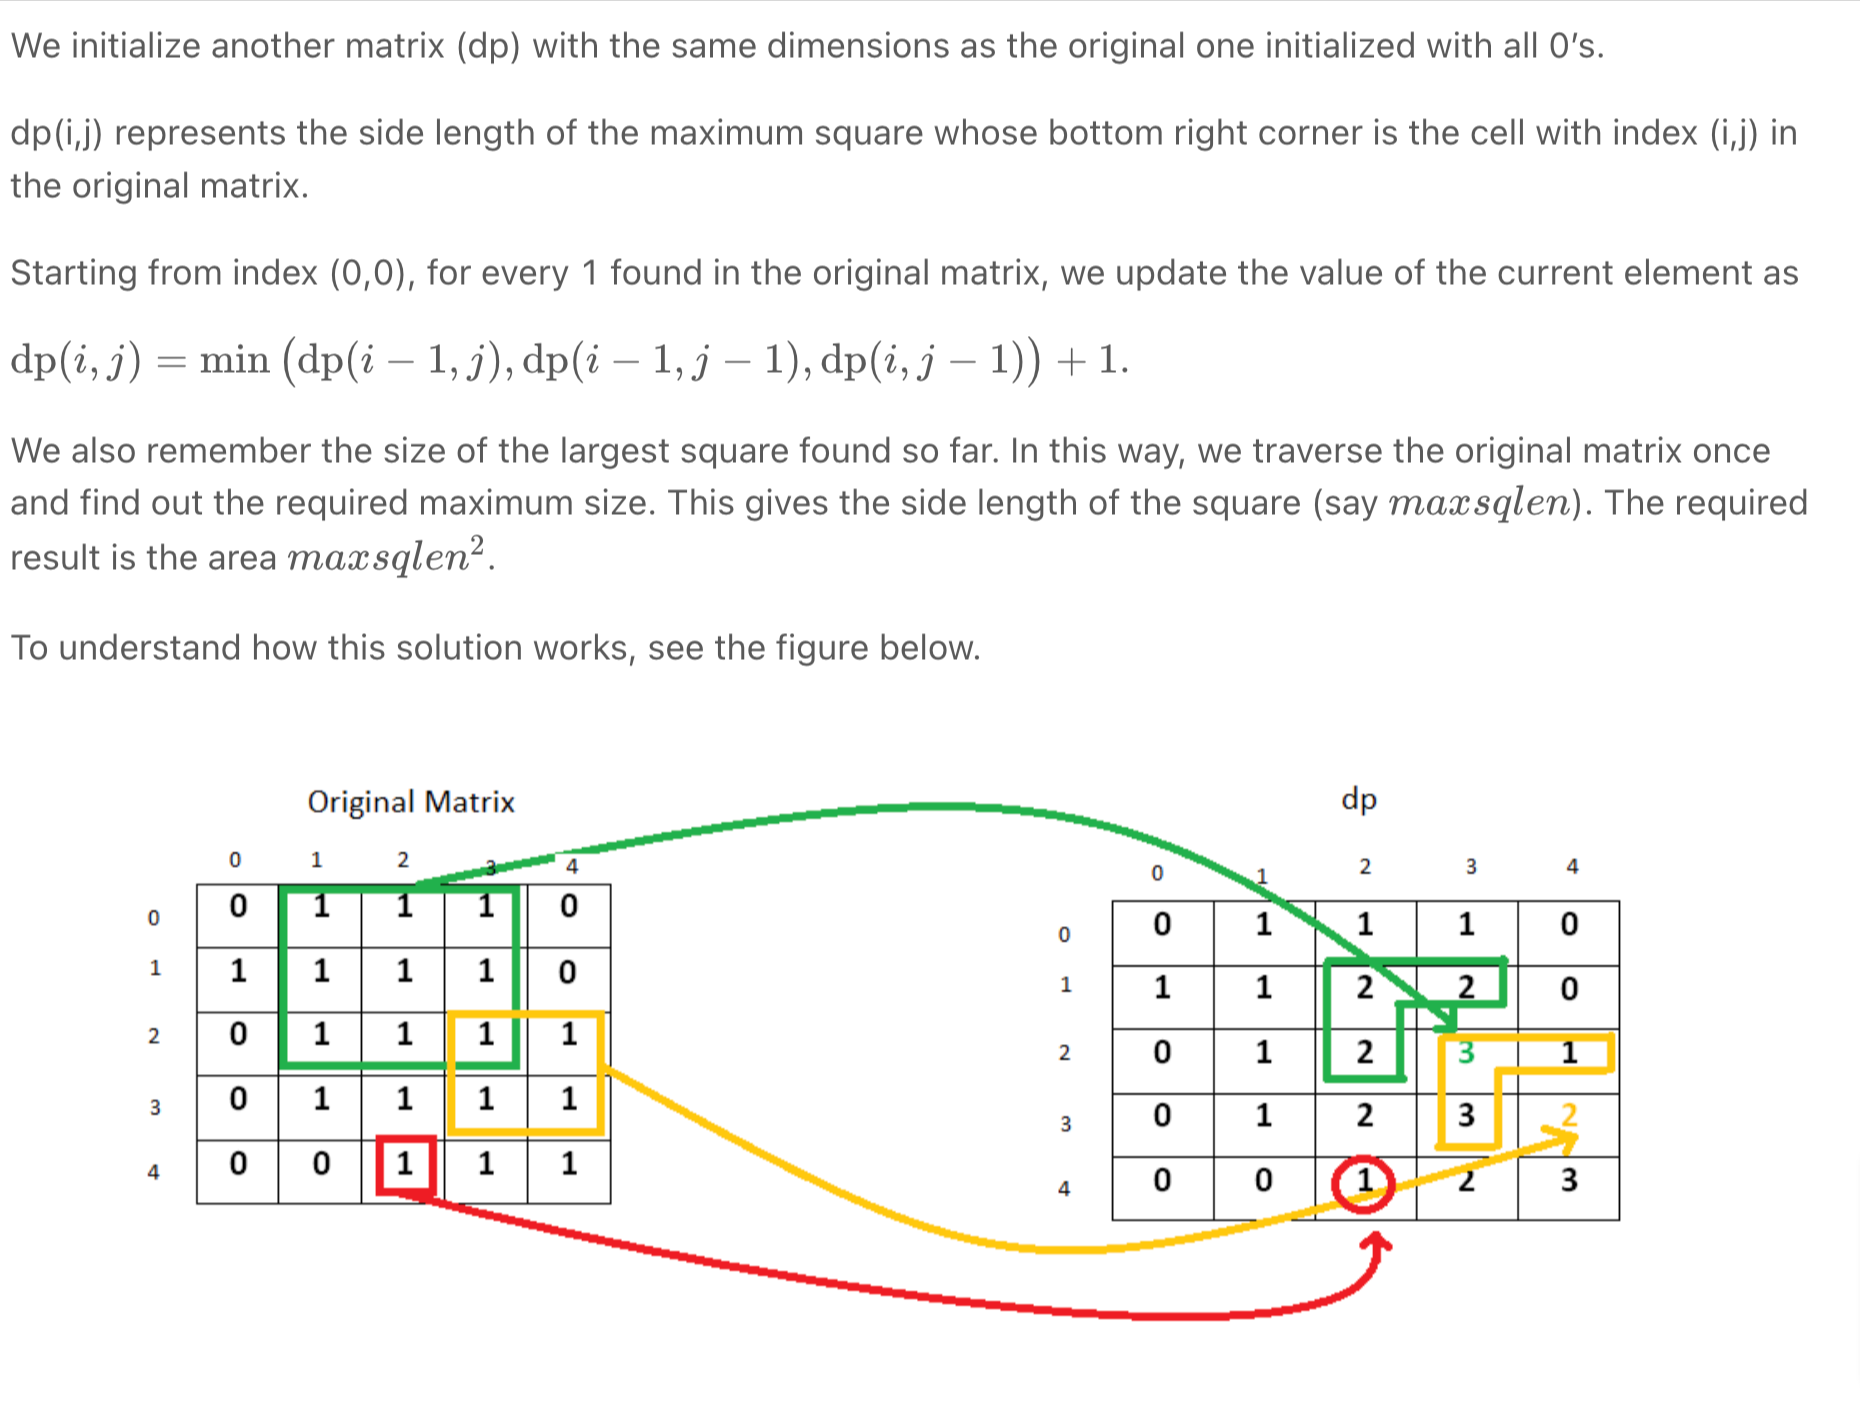 We initialize another matrix (dp) with the same dimensions as the original one initialized with all 0's.
dp(i,j) represents the side length of the maximum square whose bottom right corner is the cell with index (i,j) in
the original matrix.
Starting from index (0,0), for every 1 found in the original matrix, we update the value of the current element as
dp(i, j) = min (dp(i − 1, j), dp(i − 1, j − 1), dp(i, j − 1)) + 1.
We also remember the size of the largest square found so far. In this way, we traverse the original matrix once
and find out the required maximum size. This gives the side length of the square (say maxsqlen). The required
result is the area maxsqlen².
To understand how this solution works, see the figure below.
Original Matrix
0 1 2 3 4
0 0 1 1 1 0
1 1 1 1 1 0
2 0 1 1 1 1
3 0 1 1 1 1
4 0 0 1 1 1
dp
0 1 2 3 4
0 0 1 1 1 0
1 1 1 2 2 0
2 0 1 2 3 1
3 0 1 2 3 2
4 0 0 1 2 3